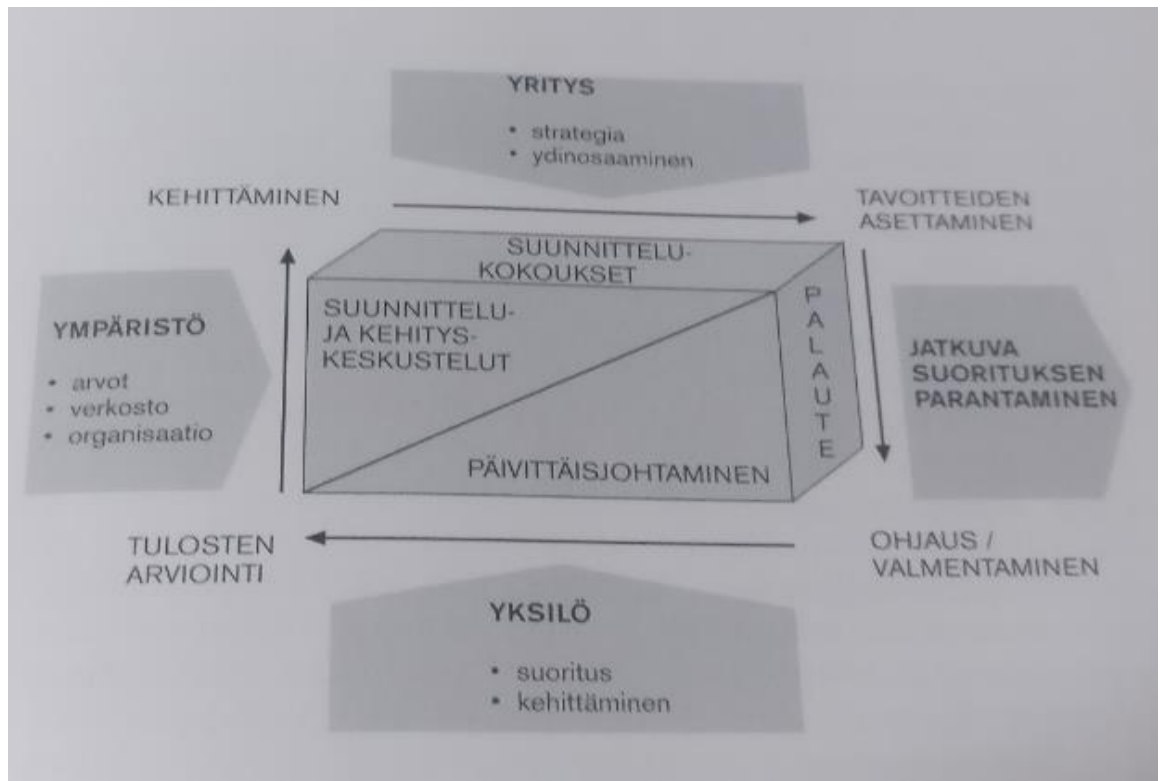 YRITYS
• strategia
• ydinosaaminen
KEHITTÄMINEN
TAVOITTEIDEN
ASETTAMINEN
SUUNNITTELU-
KOKOUKSET
SUUNNITTELU-
JA KEHITYS-
KESKUSTELUT
PALAUTE
YMPÄRISTÖ
• arvot
• verkosto
• organisaatio
JATKUVA
SUORITUKSEN
PARANTAMINEN
PÄIVITTÄISJOHTAMINEN
TULOSTEN
ARVIOINTI
OHJAUS /
VALMENTAMINEN
YKSILÖ
• suoritus
• kehittäminen